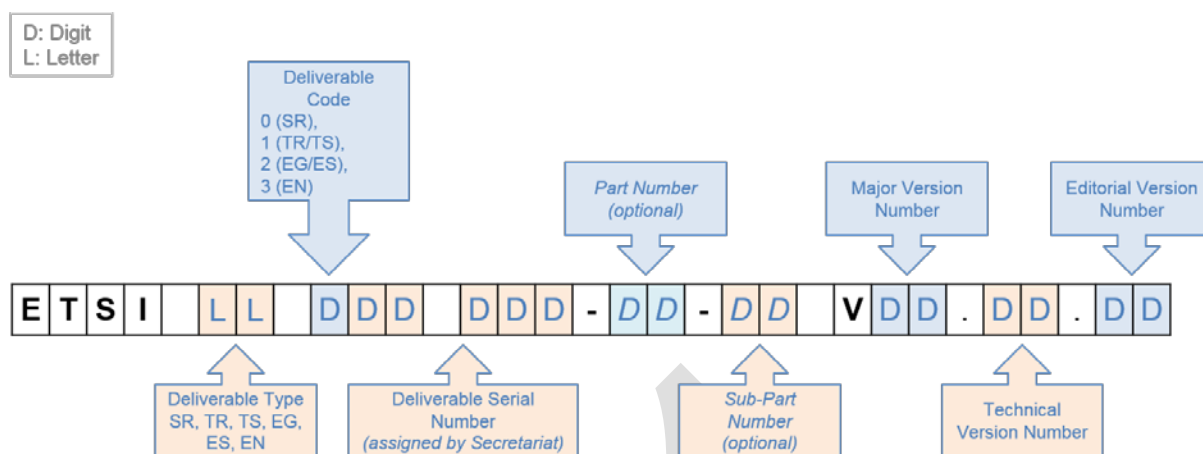 D: Digit
L: Letter
Deliverable
Code
0 (SR),
1 (TR/TS),
2 (EG/ES),
3 (EN)
Part Number
(optional)
Major Version
Number
Editorial Version
Number
E T S I L L D D D D D D - D D - D D V D D . D D . D D
Deliverable Type
SR, TR, TS, EG,
ES, EN
Deliverable Serial
Number
(assigned by Secretariat)
Sub-Part
Number
(optional)
Technical
Version Number